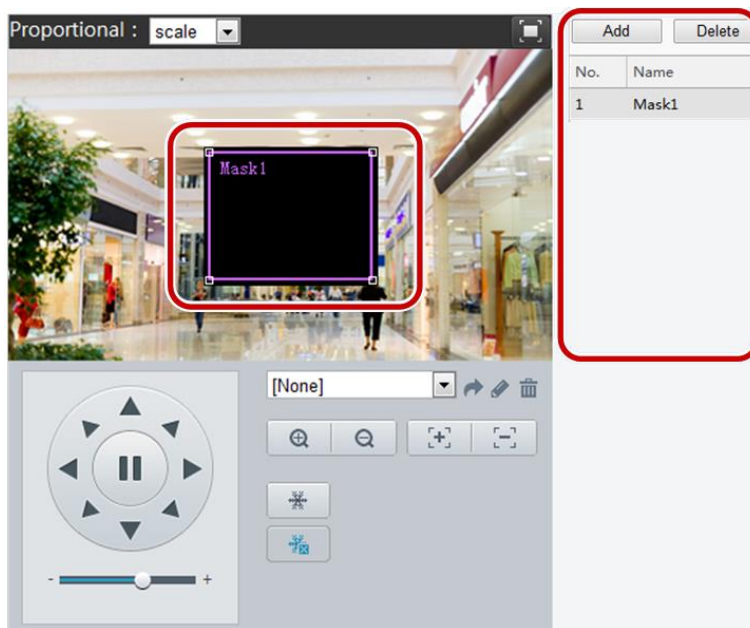 Proportional : scale
Add Delete
No. Name
1 Mask1
Mask1
[None]
- +